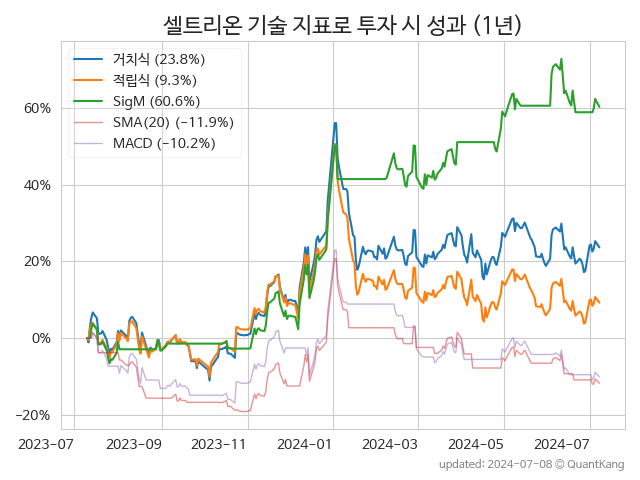 셀트리온 기술 지표로 투자 시 성과 (1년)
거치식 (23.8%)
적립식 (9.3%)
SigM (60.6%)
SMA(20) (−11.9%)
MACD (−10.2%)
60%
40%
20%
0%
−20%
2023-07 2023-09 2023-11 2024-01 2024-03 2024-05 2024-07
updated: 2024-07-08 ⓒ QuantKang